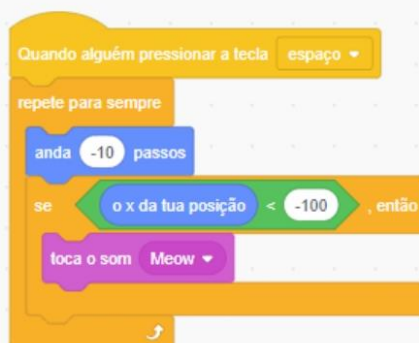 Quando alguém pressionar a tecla espaço
repete para sempre
anda -10 passos
se o x da tua posição < -100 , então
toca o som Meow